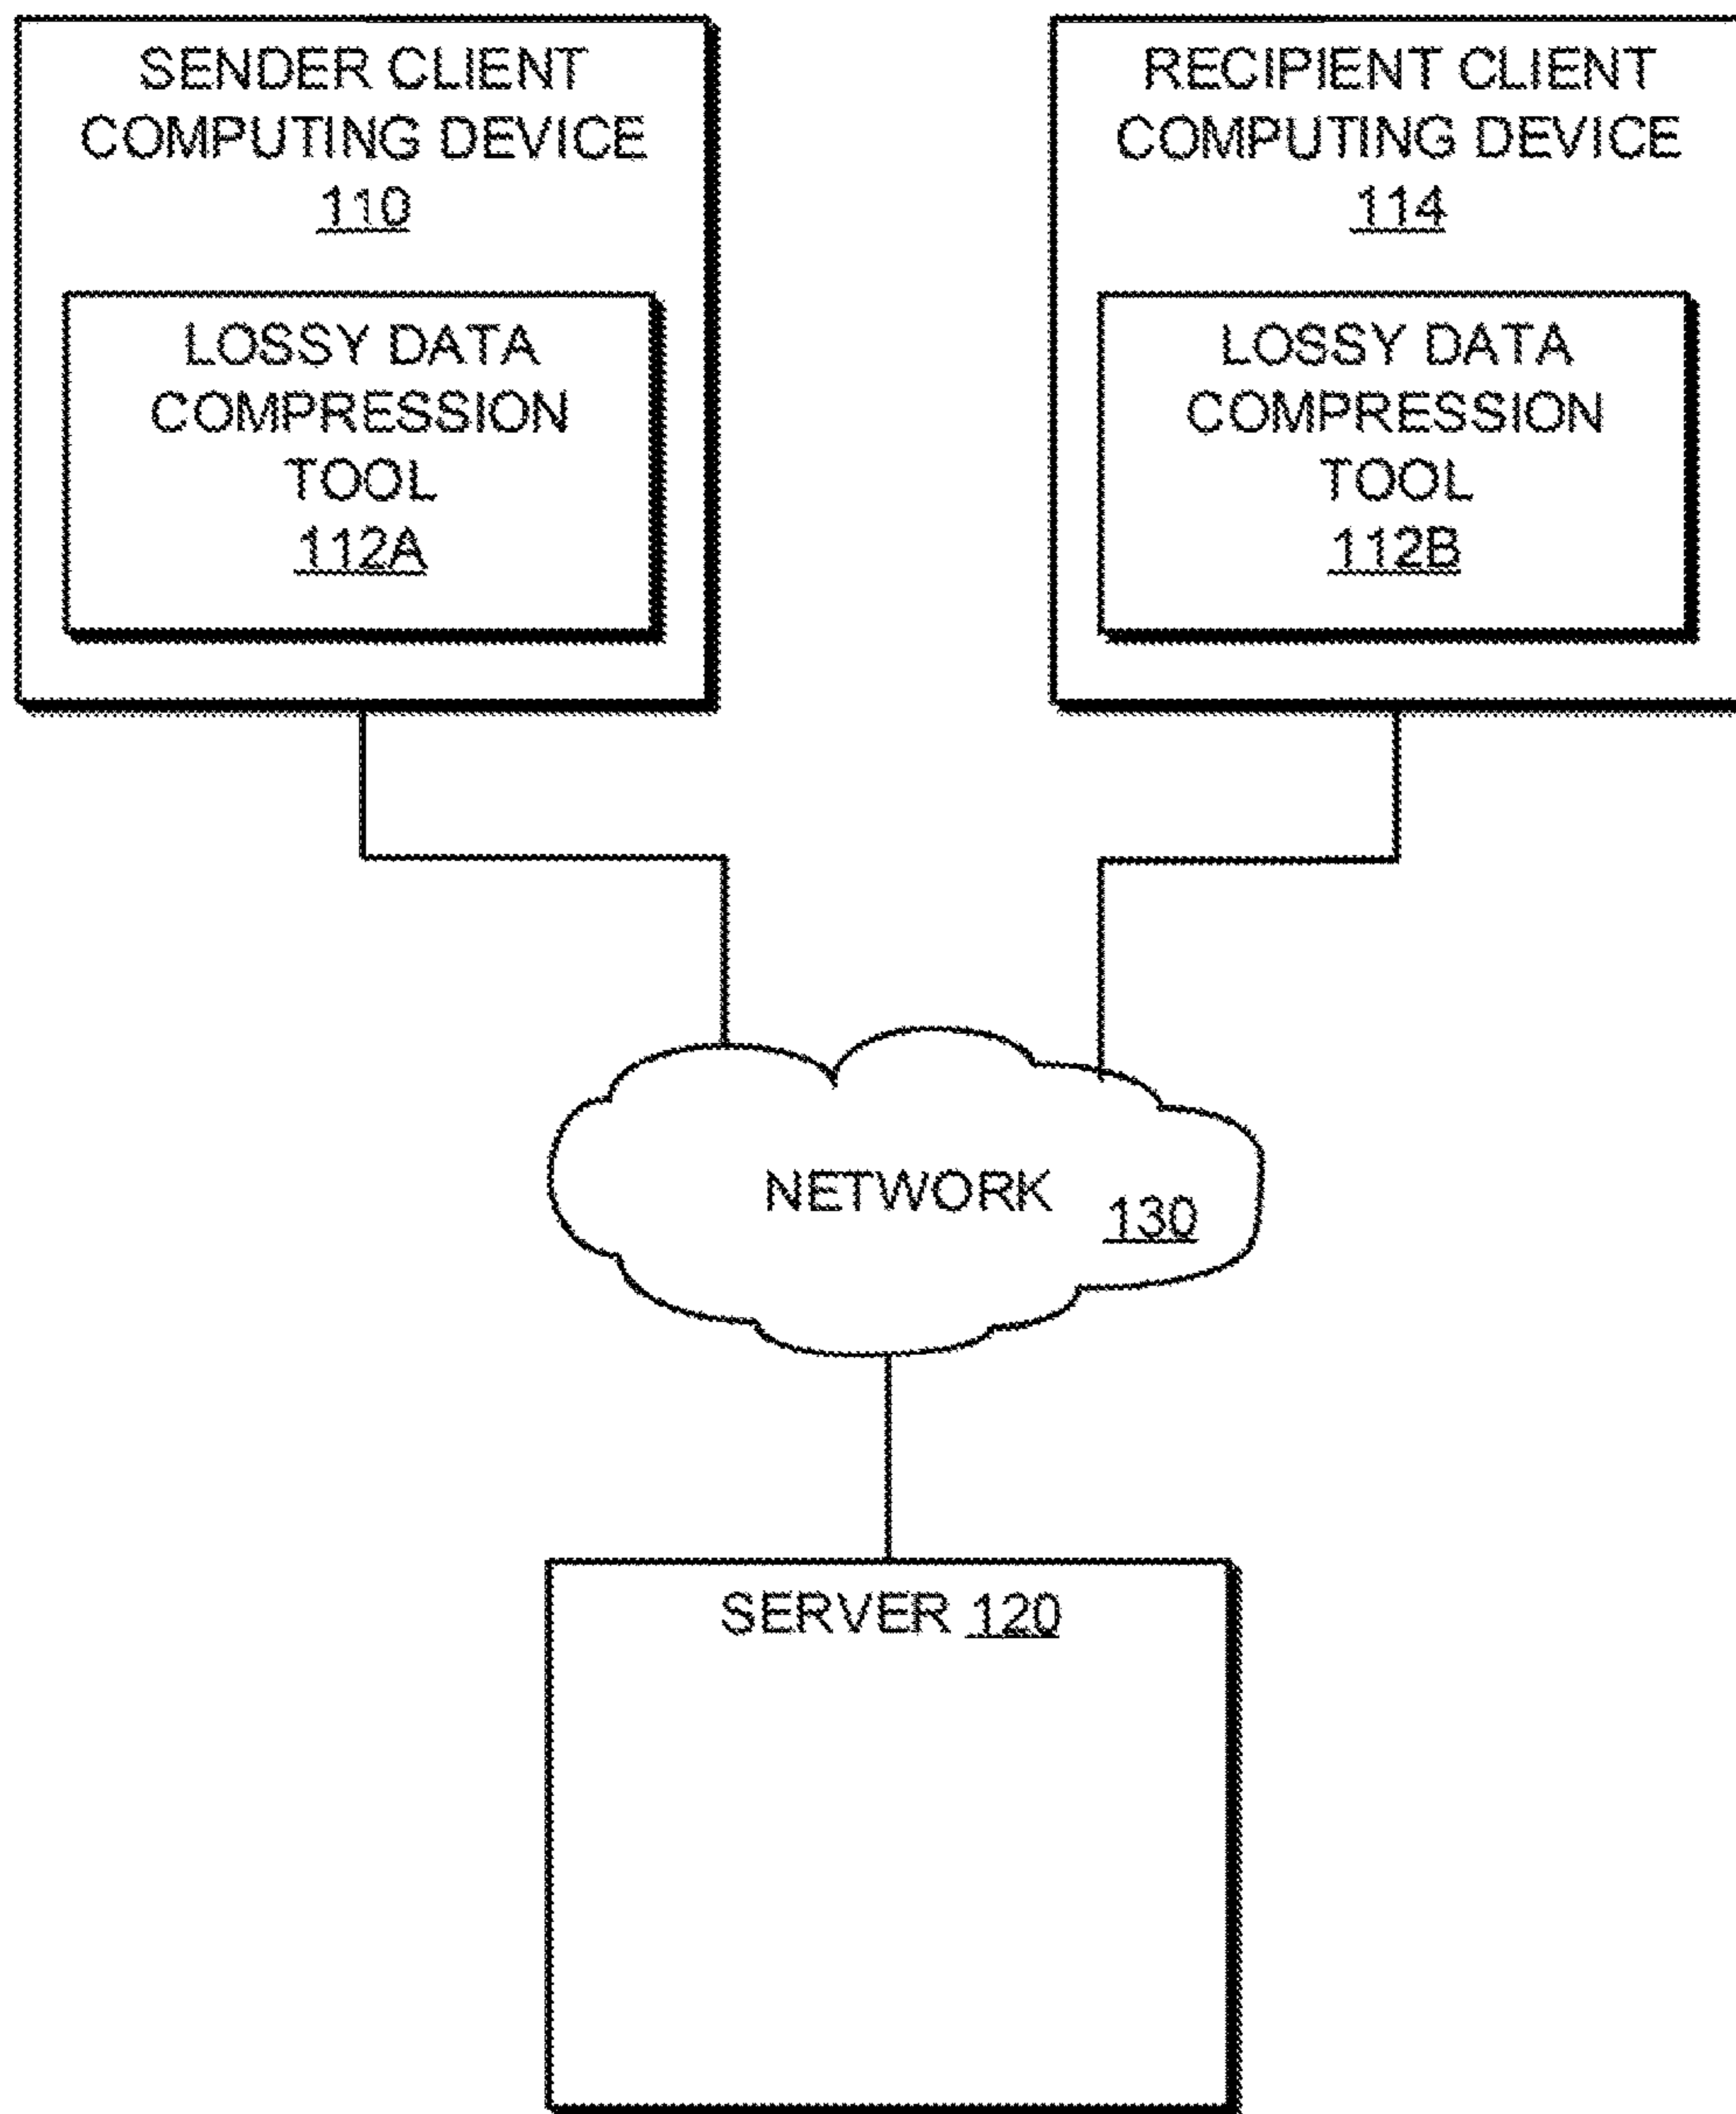 SENDER CLIENT
COMPUTING DEVICE
110
LOSSY DATA
COMPRESSION
TOOL
112A
RECIPIENT CLIENT
COMPUTING DEVICE
114
LOSSY DATA
COMPRESSION
TOOL
112B
NETWORK 130
SERVER 120